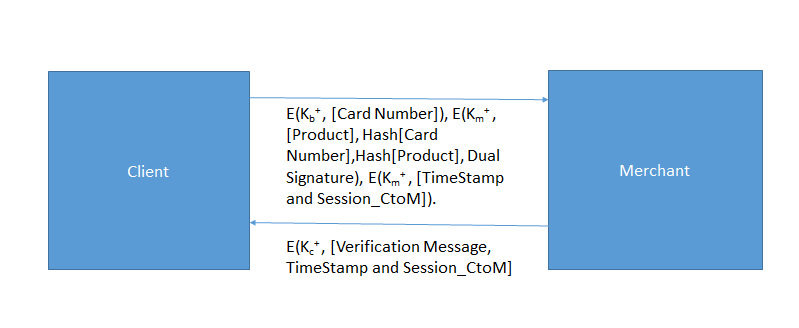 Client
E(K_b^+, [Card Number]), E(K_m^+,
[Product], Hash[Card
Number],Hash[Product], Dual
Signature), E(K_m^+, [TimeStamp
and Session_CtoM]).
E(K_c^+, [Verification Message,
TimeStamp and Session_CtoM]
Merchant